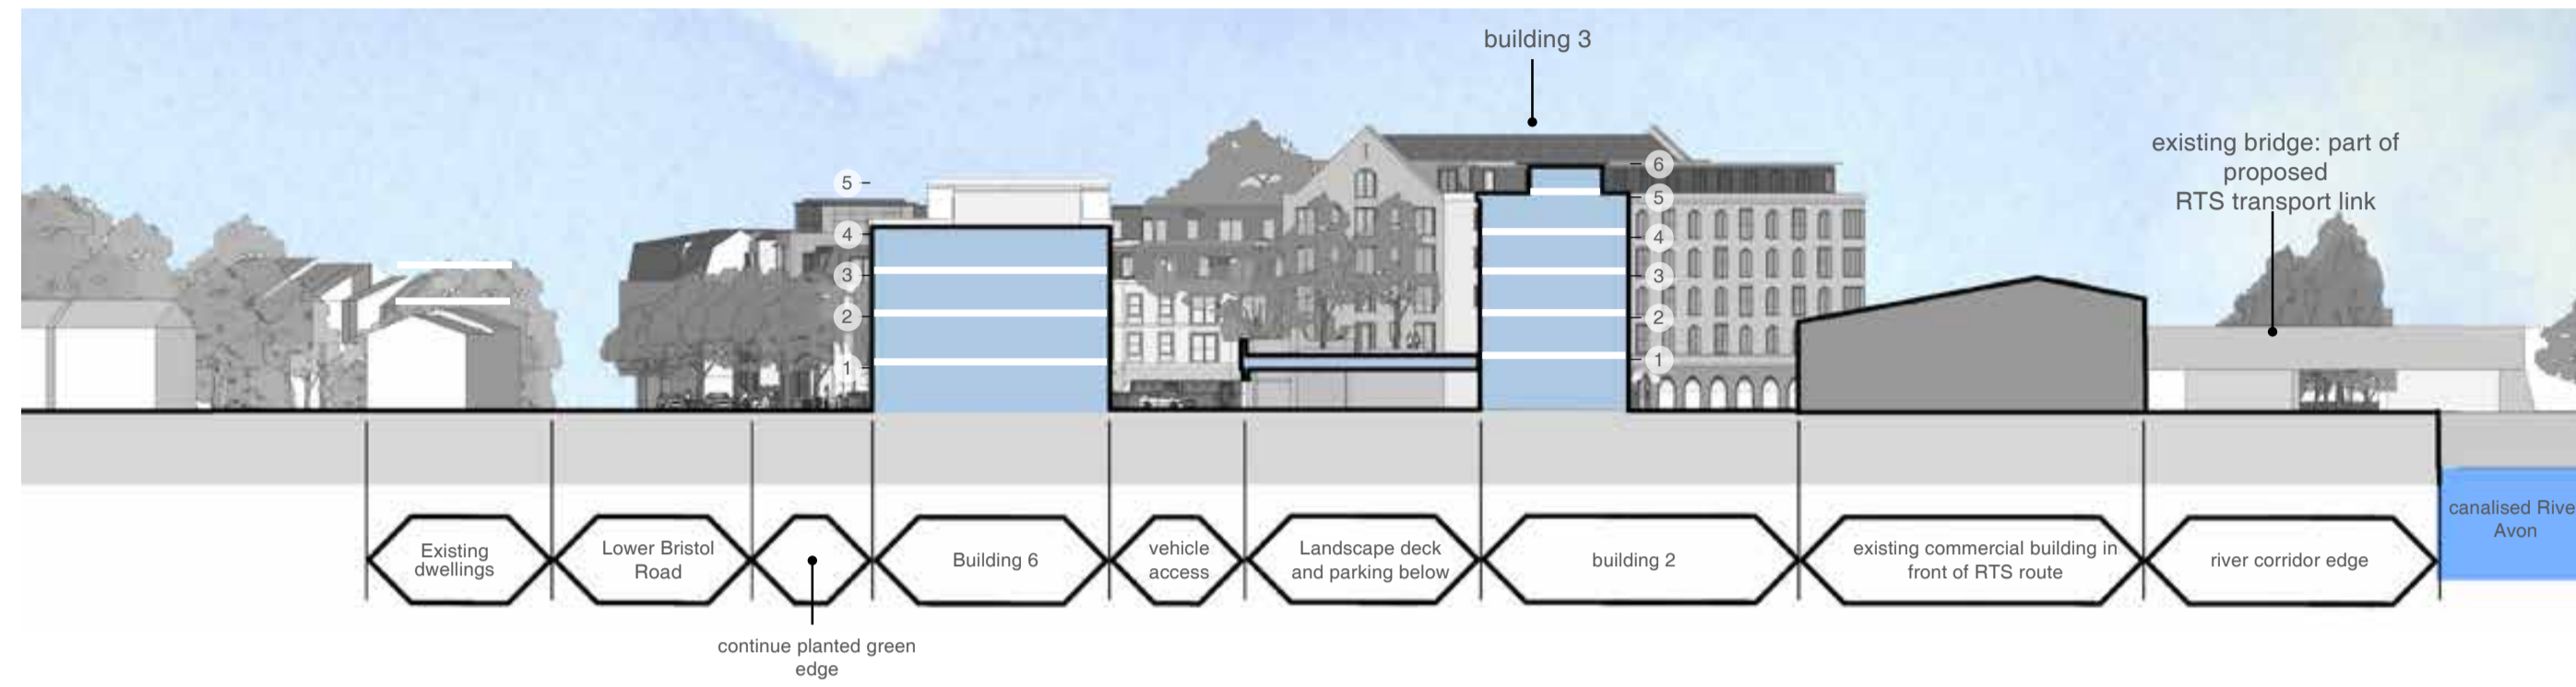 building 3
existing bridge: part of
proposed
RTS transport link
5
4
3
2
1
6
5
4
3
2
1
Existing
dwellings
Lower Bristol
Road
Building 6
vehicle
access
Landscape deck
and parking below
building 2
existing commercial building in
front of RTS route
river corridor edge
canalised Rive
Avon
continue planted green
edge